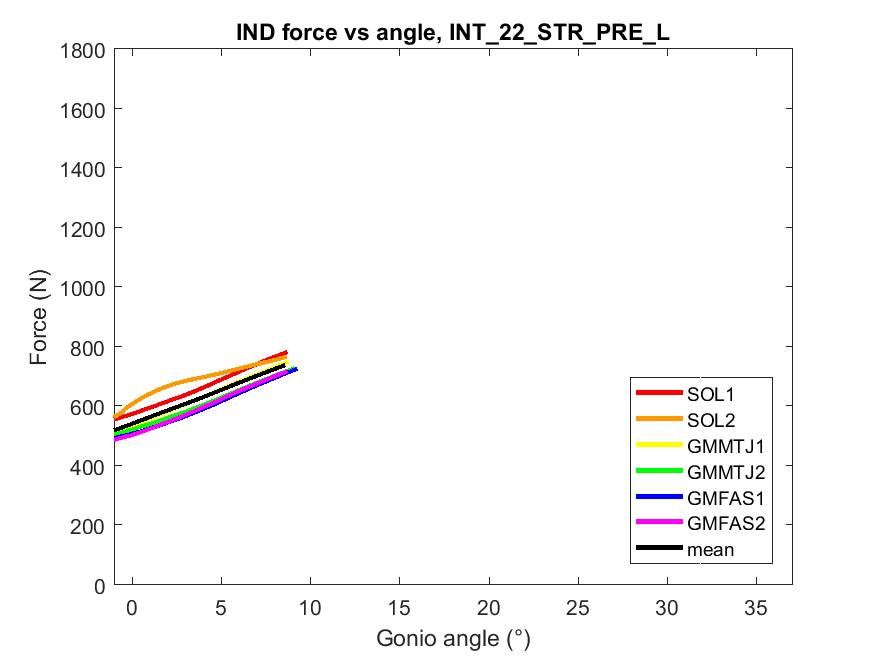 IND force vs angle, INT_22_STR_PRE_L
1800
1600
1400
1200
1000
800
600
400
200
0
Force (N)
0 5 10 15 20 25 30 35
Gonio angle (°)
SOL1
SOL2
GMMTJ1
GMMTJ2
GMFAS1
GMFAS2
mean